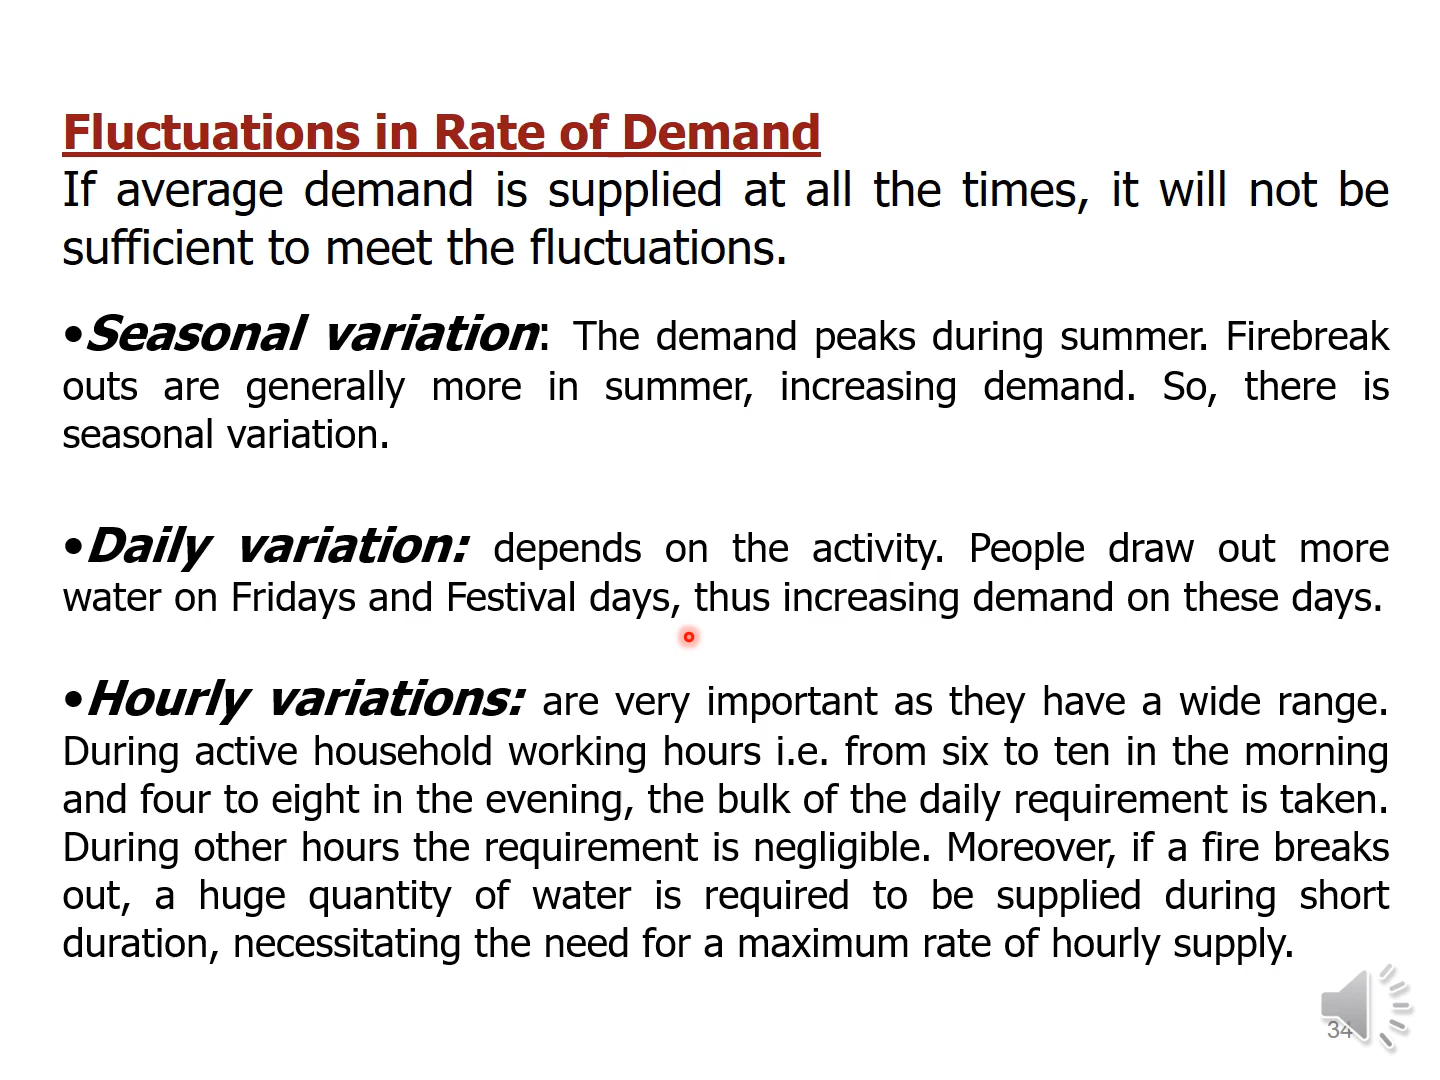 Fluctuations in Rate of Demand
If average demand is supplied at all the times, it will not be
sufficient to meet the fluctuations.
•Seasonal variation: The demand peaks during summer. Firebreak
outs are generally more in summer, increasing demand. So, there is
seasonal variation.
•Daily variation: depends on the activity. People draw out more
water on Fridays and Festival days, thus increasing demand on these days.
•Hourly variations: are very important as they have a wide range.
During active household working hours i.e. from six to ten in the morning
and four to eight in the evening, the bulk of the daily requirement is taken.
During other hours the requirement is negligible. Moreover, if a fire breaks
out, a huge quantity of water is required to be supplied during short
duration, necessitating the need for a maximum rate of hourly supply.
34